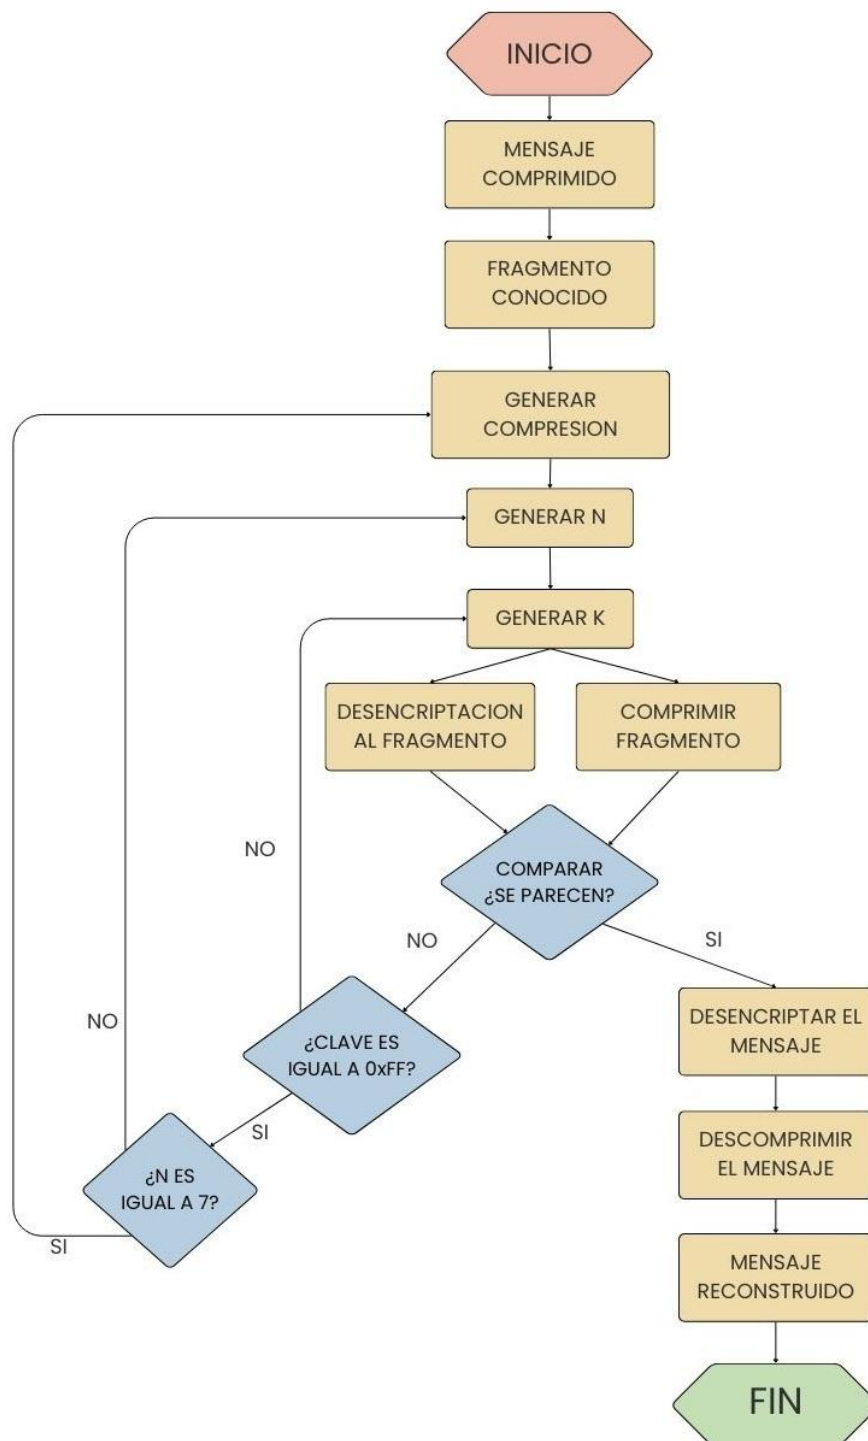 INICIO
MENSAJE
COMPRIMIDO
FRAGMENTO
CONOCIDO
GENERAR
COMPRESION
GENERAR N
GENERAR K
DESENCRIPTACION
AL FRAGMENTO
COMPRIMIR
FRAGMENTO
NO
COMPARAR
¿SE PARECEN?
NO
SI
NO
¿CLAVE ES
IGUAL A 0xFF?
DESENCRIPTAR EL
MENSAJE
SI
¿N ES
IGUAL A 7?
SI
DESCOMPRIMIR
EL MENSAJE
MENSAJE
RECONSTRUIDO
FIN